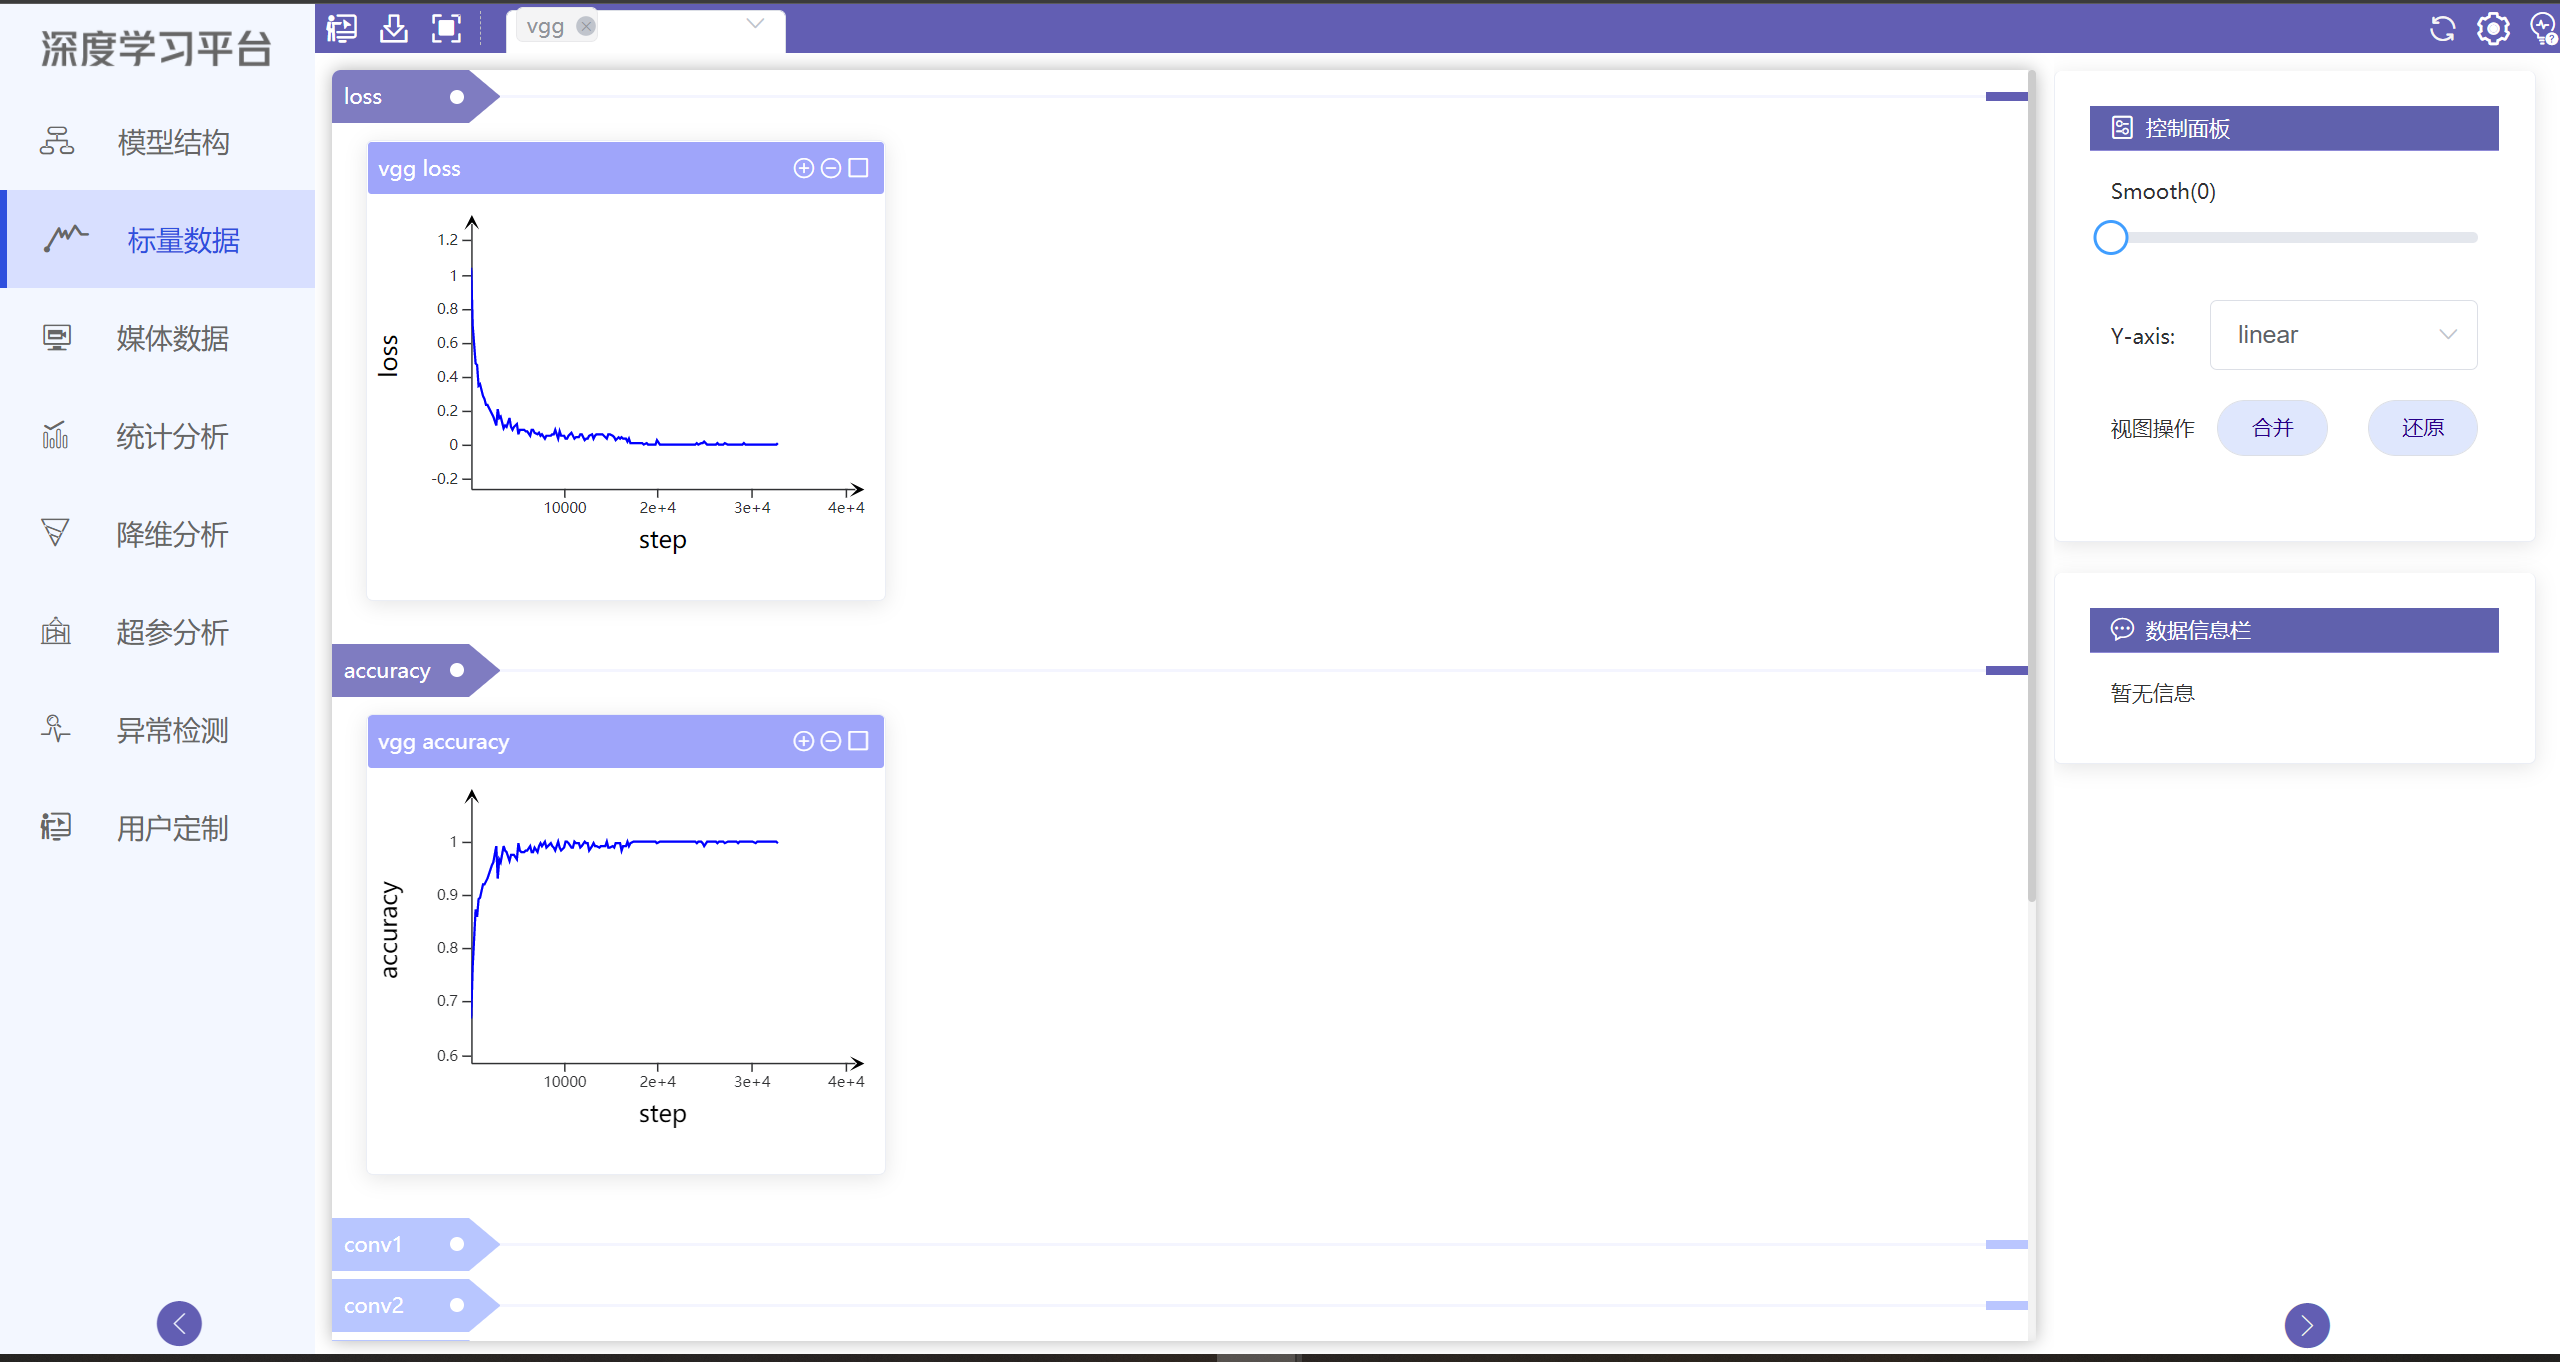 深度学习平台
模型结构
标量数据
媒体数据
统计分析
降维分析
超参分析
异常检测
用户定制
vgg
loss
vgg loss
1.2
1
0.8
0.6
0.4
0.2
0
-0.2
loss
10000 2e+4 3e+4 4e+4
step
accuracy
vgg accuracy
1
0.9
0.8
0.7
0.6
accuracy
10000 2e+4 3e+4 4e+4
step
conv1
conv2
控制面板
Smooth(0)
Y-axis: linear
视图操作 合并 还原
数据信息栏
暂无信息